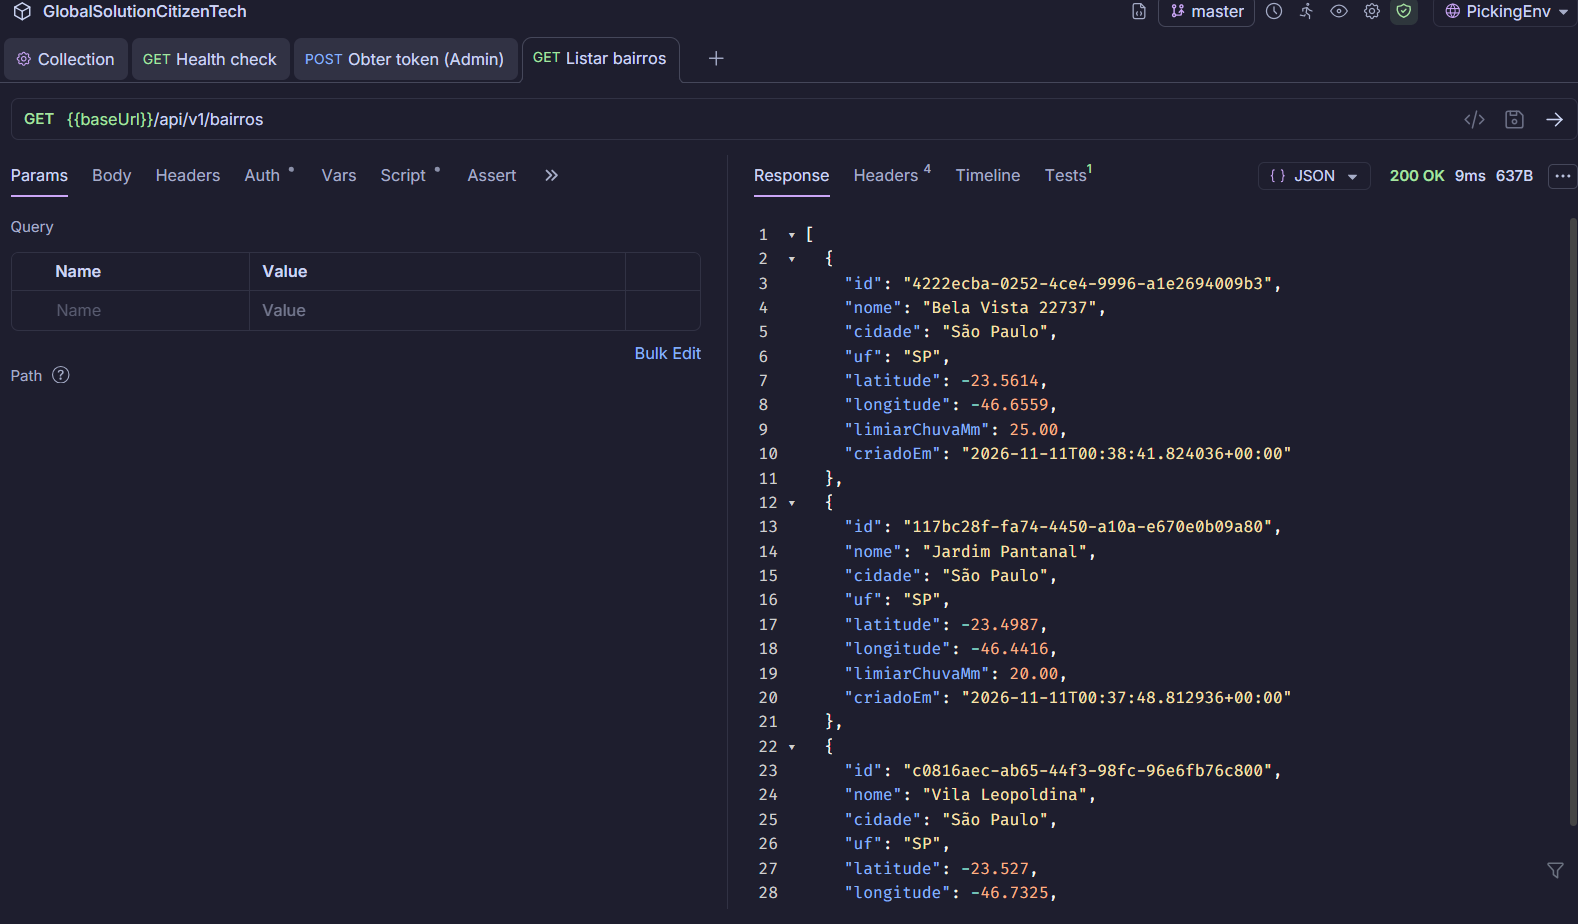 GlobalSolutionCitizenTech
master
PickingEnv
Collection
GET Health check
POST Obter token (Admin)
GET Listar bairros
GET {{baseUrl}}/api/v1/bairros
Params Body Headers Auth Vars Script Assert
Query
Name Value
Name Value
Bulk Edit
Path ?
Response Headers 4 Timeline Tests 1
{ } JSON 200 OK 9ms 637B
1 [
2 {
3 "id": "4222ecba-0252-4ce4-9996-a1e2694009b3",
4 "nome": "Bela Vista 22737",
5 "cidade": "São Paulo",
6 "uf": "SP",
7 "latitude": -23.5614,
8 "longitude": -46.6559,
9 "limiarChuvaMm": 25.00,
10 "criadoEm": "2026-11-11T00:38:41.824036+00:00"
11 },
12 {
13 "id": "117bc28f-fa74-4450-a10a-e670e0b09a80",
14 "nome": "Jardim Pantanal",
15 "cidade": "São Paulo",
16 "uf": "SP",
17 "latitude": -23.4987,
18 "longitude": -46.4416,
19 "limiarChuvaMm": 20.00,
20 "criadoEm": "2026-11-11T00:37:48.812936+00:00"
21 },
22 {
23 "id": "c0816aec-ab65-44f3-98fc-96e6fb76c800",
24 "nome": "Vila Leopoldina",
25 "cidade": "São Paulo",
26 "uf": "SP",
27 "latitude": -23.527,
28 "longitude": -46.7325,